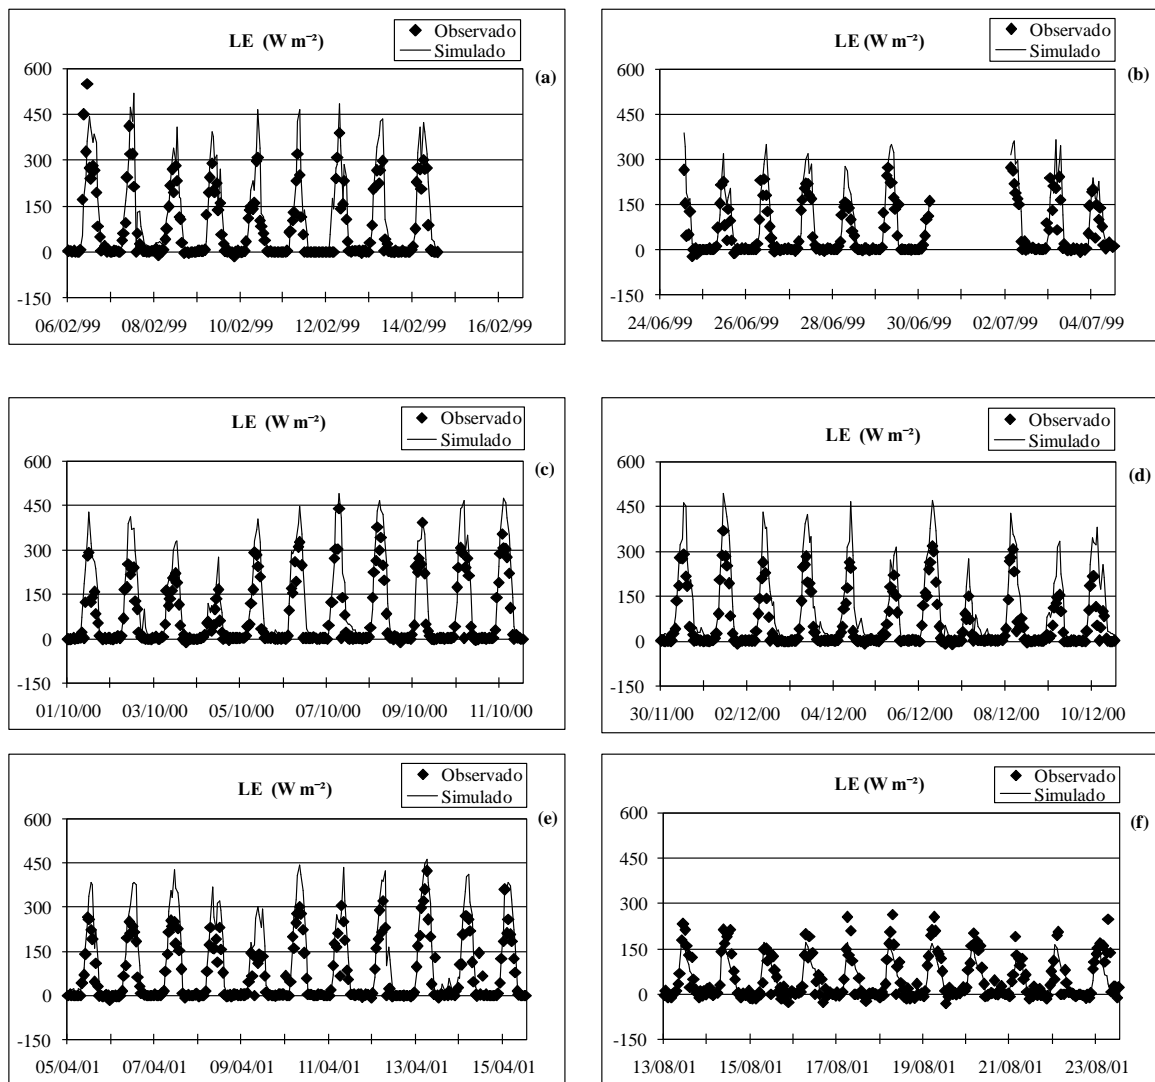 LE (W m⁻²)
Observado
Simulado
(a)
600
450
300
150
0
-150
06/02/99 08/02/99 10/02/99 12/02/99 14/02/99 16/02/99
LE (W m⁻²)
Observado
Simulado
(b)
600
450
300
150
0
-150
24/06/99 26/06/99 28/06/99 30/06/99 02/07/99 04/07/99
LE (W m⁻²)
Observado
Simulado
(c)
600
450
300
150
0
-150
01/10/00 03/10/00 05/10/00 07/10/00 09/10/00 11/10/00
LE (W m⁻²)
Observado
Simulado
(d)
600
450
300
150
0
-150
30/11/00 02/12/00 04/12/00 06/12/00 08/12/00 10/12/00
LE (W m⁻²)
Observado
Simulado
(e)
600
450
300
150
0
-150
05/04/01 07/04/01 09/04/01 11/04/01 13/04/01 15/04/01
LE (W m⁻²)
Observado
Simulado
(f)
600
450
300
150
0
-150
13/08/01 15/08/01 17/08/01 19/08/01 21/08/01 23/08/01